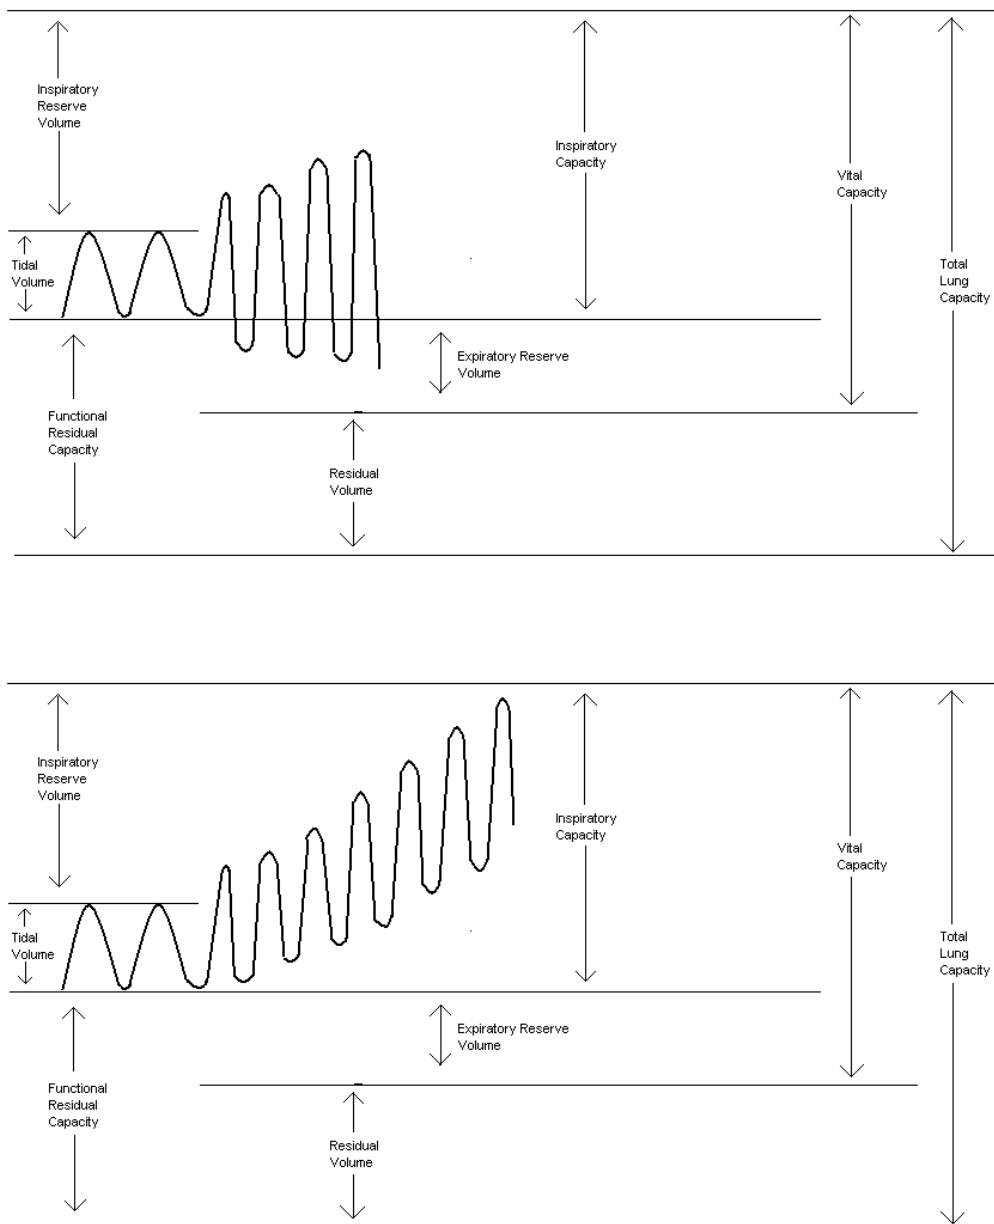 Inspiratory
Reserve
Volume
Inspiratory
Capacity
Vital
Capacity
Tidal
Volume
Total
Lung
Capacity
Expiratory Reserve
Volume
Functional
Residual
Capacity
Residual
Volume
Inspiratory
Reserve
Volume
Inspiratory
Capacity
Vital
Capacity
Tidal
Volume
Total
Lung
Capacity
Expiratory Reserve
Volume
Functional
Residual
Capacity
Residual
Volume